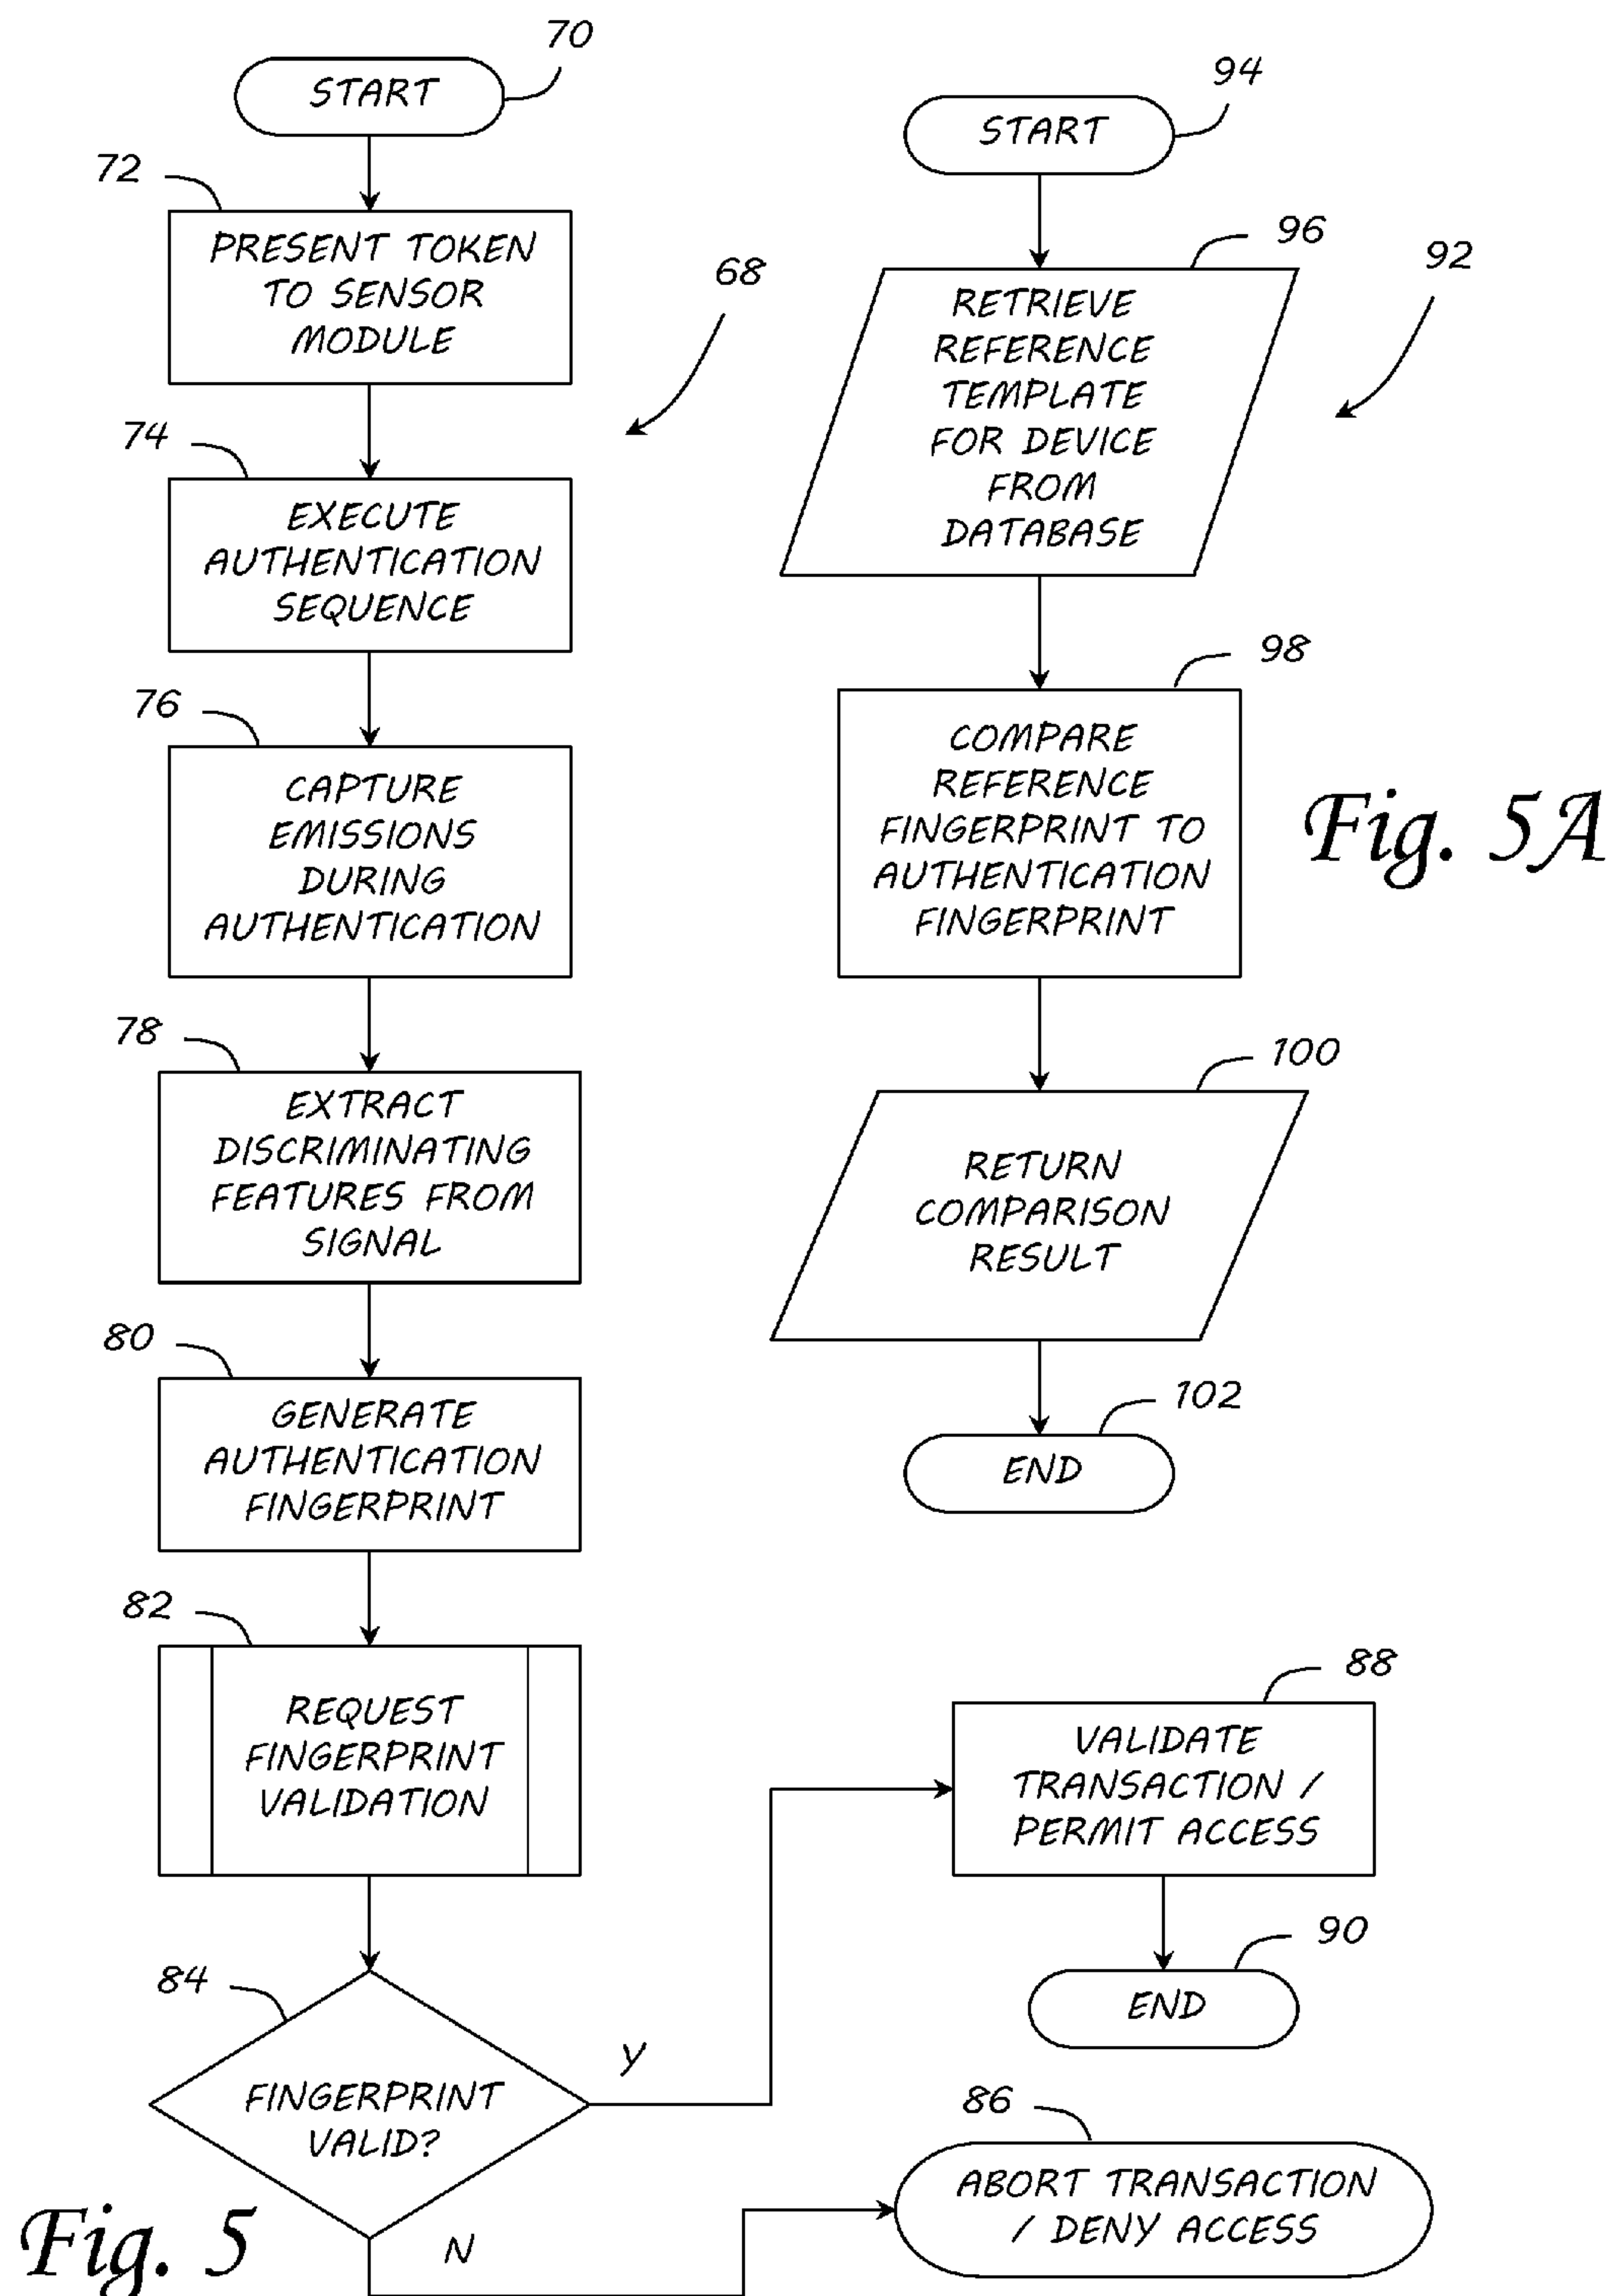 70
START
72
PRESENT TOKEN
TO SENSOR
MODULE
68
74
EXECUTE
AUTHENTICATION
SEQUENCE
76
CAPTURE
EMISSIONS
DURING
AUTHENTICATION
78
EXTRACT
DISCRIMINATING
FEATURES FROM
SIGNAL
80
GENERATE
AUTHENTICATION
FINGERPRINT
82
REQUEST
FINGERPRINT
VALIDATION
84
FINGERPRINT
VALID?
Y
N
88
VALIDATE
TRANSACTION /
PERMIT ACCESS
90
END
86
ABORT TRANSACTION
/ DENY ACCESS
Fig. 5
94
START
96
92
RETRIEVE
REFERENCE
TEMPLATE
FOR DEVICE
FROM
DATABASE
98
COMPARE
REFERENCE
FINGERPRINT TO
AUTHENTICATION
FINGERPRINT
100
RETURN
COMPARISON
RESULT
102
END
Fig. 5A